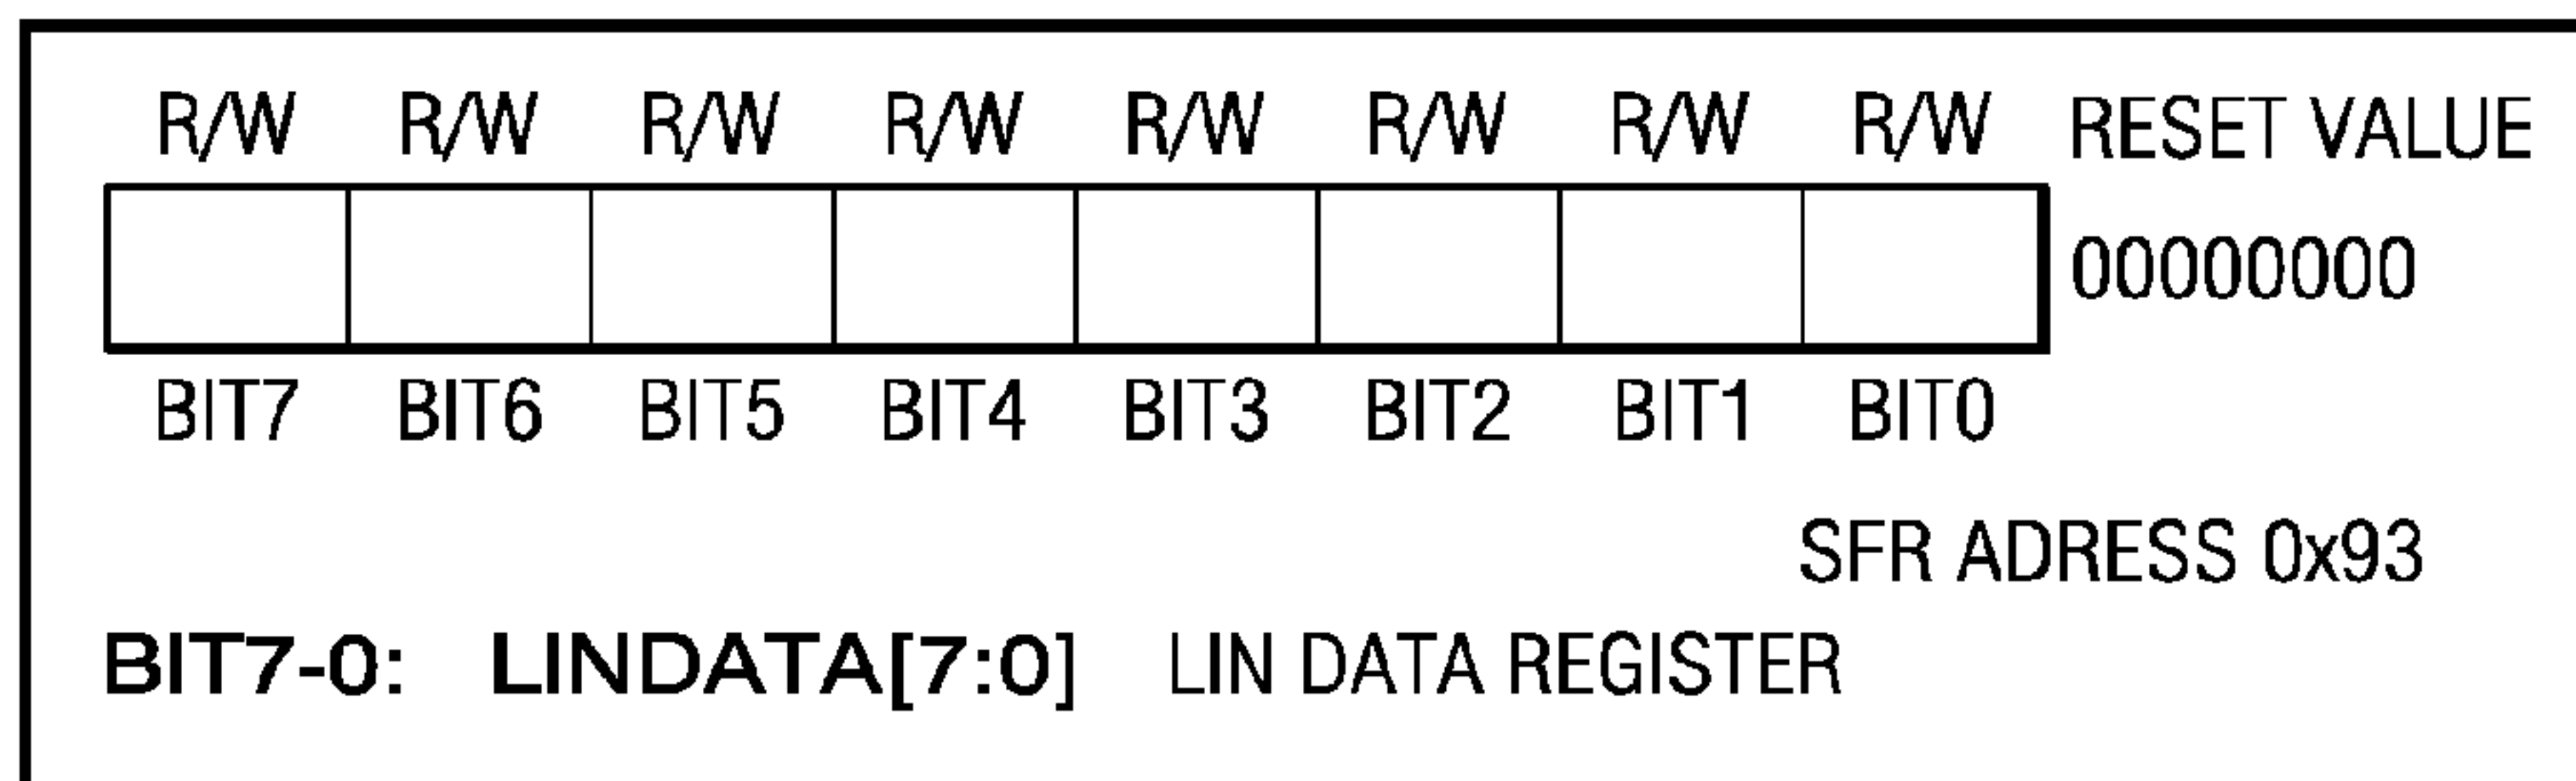 R/W R/W R/W R/W R/W R/W R/W R/W RESET VALUE
00000000
BIT7 BIT6 BIT5 BIT4 BIT3 BIT2 BIT1 BIT0
SFR ADRESS 0x93
BIT7-0: LINDATA[7:0] LIN DATA REGISTER